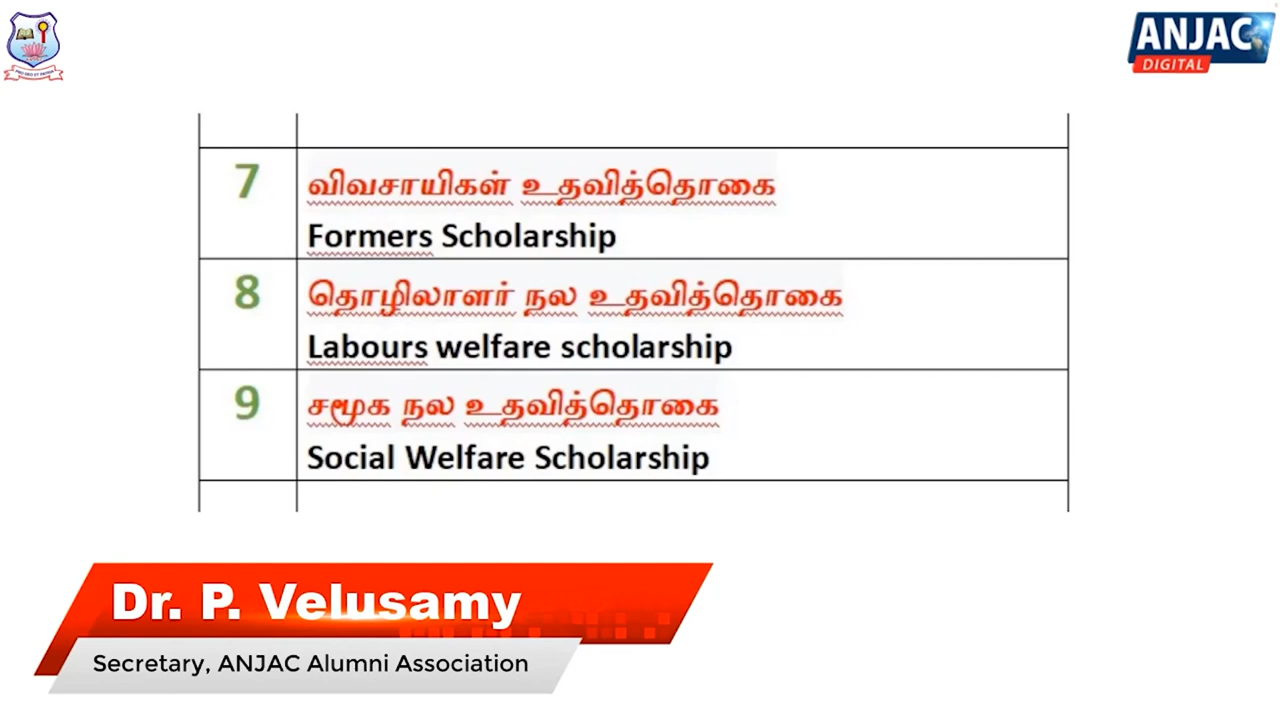 ANJAC
DIGITAL
7
விவசாயிகள் உதவித்தொகை
Formers Scholarship
8
தொழிலாளர் நல உதவித்தொகை
Labours welfare scholarship
9
சமூக நல உதவித்தொகை
Social Welfare Scholarship
Dr. P. Velusamy
Secretary, ANJAC Alumni Association